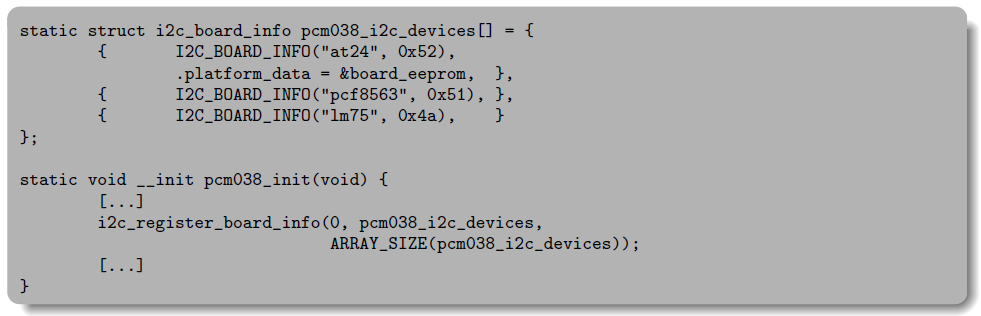 static struct i2c_board_info pcm038_i2c_devices[] = {
        {       I2C_BOARD_INFO("at24", 0x52),
                .platform_data = &board_eeprom,  },
        {       I2C_BOARD_INFO("pcf8563", 0x51), },
        {       I2C_BOARD_INFO("lm75", 0x4a),    }
};

static void __init pcm038_init(void) {
        [...]
        i2c_register_board_info(0, pcm038_i2c_devices,
                                ARRAY_SIZE(pcm038_i2c_devices));
        [...]
}